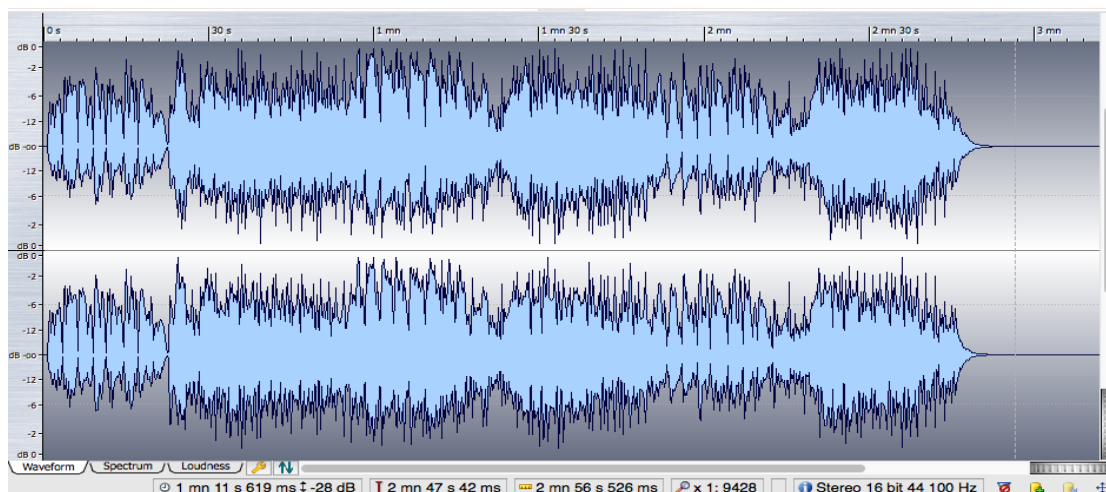 0 s 30 s 1 mn 1 mn 30 s 2 mn 2 mn 30 s 3 mn
dB 0
-2
-6
-12
dB -oo
-12
-6
-2
dB 0
dB 0
-2
-6
-12
dB -oo
-12
-6
-2
dB 0
Waveform Spectrum Loudness
1 mn 11 s 619 ms -28 dB 2 mn 47 s 42 ms 2 mn 56 s 526 ms x 1: 9428 Stereo 16 bit 44 100 Hz